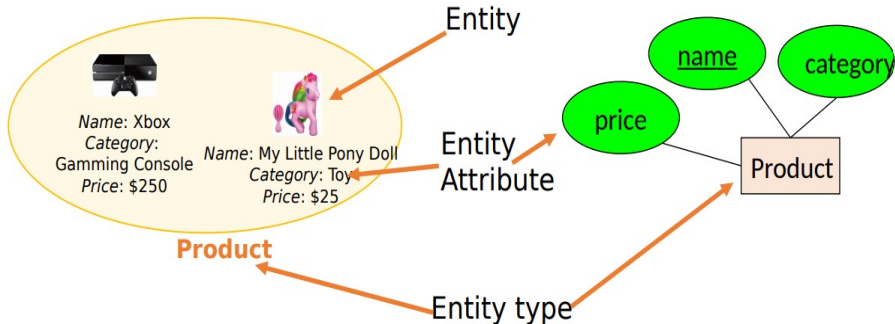 Entity
Name: Xbox
Category:
Gamming Console
Price: $250
Name: My Little Pony Doll
Category: Toy
Price: $25
Product
Entity
Attribute
Entity type
name
category
price
Product